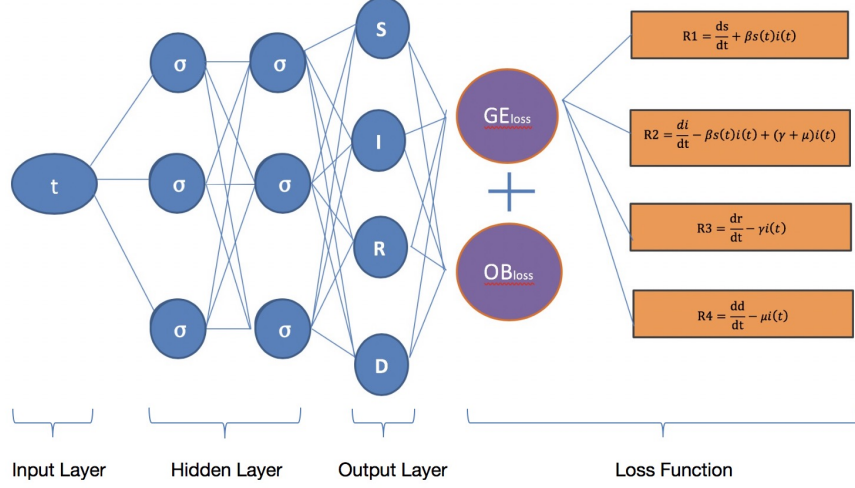 t
σ
σ
σ
σ
σ
σ
S
I
R
D
GEloss
+
OBloss
R1 = ds/dt + βs(t)i(t)
R2 = di/dt − βs(t)i(t) + (γ + μ)i(t)
R3 = dr/dt − γi(t)
R4 = dd/dt − μi(t)
Input Layer
Hidden Layer
Output Layer
Loss Function